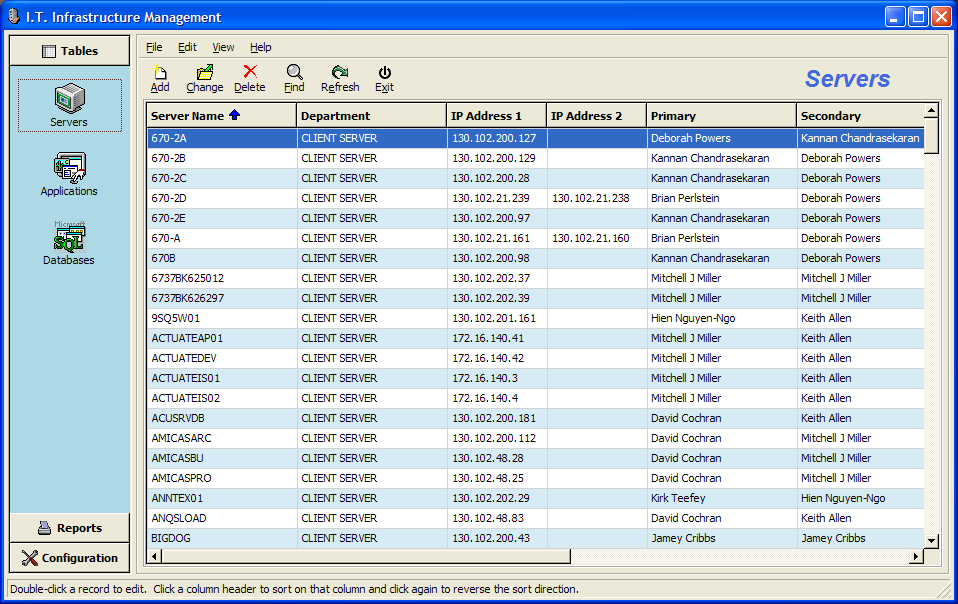 I.T. Infrastructure Management
Tables
Servers
Applications
Microsoft
SQL
Databases
Reports
Configuration
File Edit View Help
Add Change Delete Find Refresh Exit
Servers
Server Name Department IP Address 1 IP Address 2 Primary Secondary
670-2A CLIENT SERVER 130.102.200.127 Deborah Powers Kannan Chandrasekaran
670-2B CLIENT SERVER 130.102.200.129 Kannan Chandrasekaran Deborah Powers
670-2C CLIENT SERVER 130.102.200.28 Kannan Chandrasekaran Deborah Powers
670-2D CLIENT SERVER 130.102.21.239 130.102.21.238 Brian Perlstein Deborah Powers
670-2E CLIENT SERVER 130.102.200.97 Kannan Chandrasekaran Deborah Powers
670-A CLIENT SERVER 130.102.21.161 130.102.21.160 Brian Perlstein Deborah Powers
670B CLIENT SERVER 130.102.200.98 Kannan Chandrasekaran Deborah Powers
6737BK625012 CLIENT SERVER 130.102.202.37 Mitchell J Miller Mitchell J Miller
6737BK626297 CLIENT SERVER 130.102.202.39 Mitchell J Miller Mitchell J Miller
9SQ5W01 CLIENT SERVER 130.102.201.161 Hien Nguyen-Ngo Keith Allen
ACTUATEAP01 CLIENT SERVER 172.16.140.41 Mitchell J Miller Keith Allen
ACTUATEDEV CLIENT SERVER 172.16.140.42 Mitchell J Miller Keith Allen
ACTUATEIS01 CLIENT SERVER 172.16.140.3 Mitchell J Miller Keith Allen
ACTUATEIS02 CLIENT SERVER 172.16.140.4 Mitchell J Miller Keith Allen
ACUSRVDB CLIENT SERVER 130.102.200.181 David Cochran Keith Allen
AMICASARC CLIENT SERVER 130.102.200.112 David Cochran Mitchell J Miller
AMICASBU CLIENT SERVER 130.102.48.28 David Cochran Mitchell J Miller
AMICASPRO CLIENT SERVER 130.102.48.25 David Cochran Mitchell J Miller
ANNTEX01 CLIENT SERVER 130.102.202.29 Kirk Teefey Hien Nguyen-Ngo
ANQSLOAD CLIENT SERVER 130.102.48.83 David Cochran Keith Allen
BIGDOG CLIENT SERVER 130.102.200.43 Jamey Cribbs Jamey Cribbs
Double-click a record to edit. Click a column header to sort on that column and click again to reverse the sort direction.